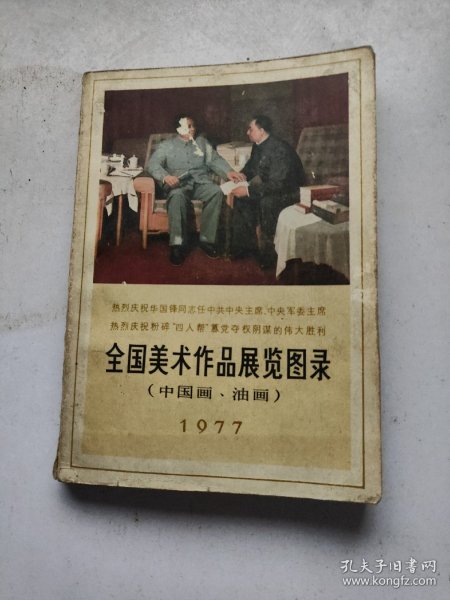 热烈庆祝华国锋同志任中共中央主席、中央军委主席
热烈庆祝粉碎“四人帮”篡党夺权阴谋的伟大胜利
全国美术作品展览图录
(中国画、油画)
1977
孔夫子旧书网
www.kongfz.com